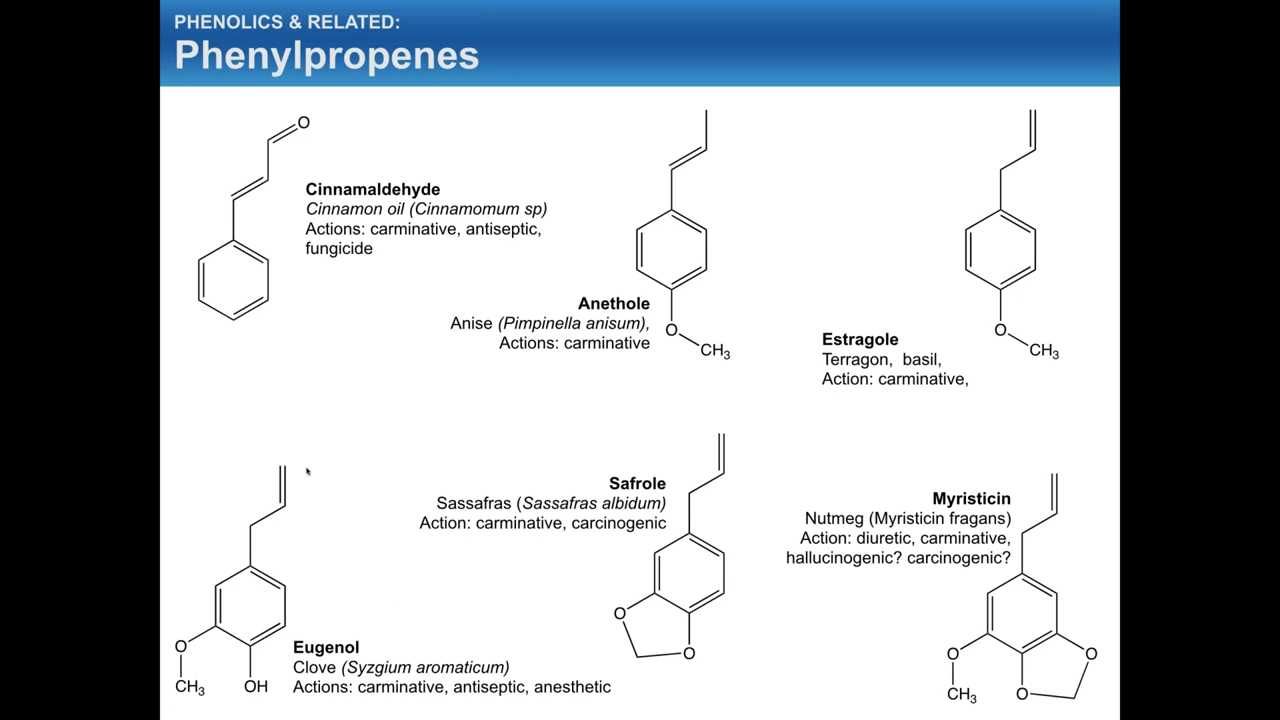 PHENOLICS & RELATED:
Phenylpropenes
O
Cinnamaldehyde
Cinnamon oil (Cinnamomum sp)
Actions: carminative, antiseptic,
fungicide
Anethole
Anise (Pimpinella anisum),
Actions: carminative
O
CH3
Estragole
Terragon, basil,
Action: carminative,
O
CH3
Eugenol
Clove (Syzgium aromaticum)
Actions: carminative, antiseptic, anesthetic
O
CH3
OH
Safrole
Sassafras (Sassafras albidum)
Action: carminative, carcinogenic
O
O
Myristicin
Nutmeg (Myristicin fragans)
Action: diuretic, carminative,
hallucinogenic? carcinogenic?
O
O
CH3
O